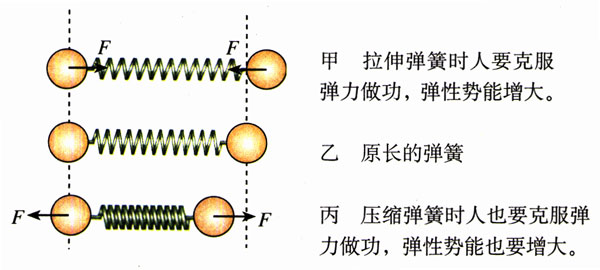 F F
甲 拉伸弹簧时人要克服
弹力做功，弹性势能增大。
乙 原长的弹簧
F F
丙 压缩弹簧时人也要克服弹
力做功，弹性势能也要增大。